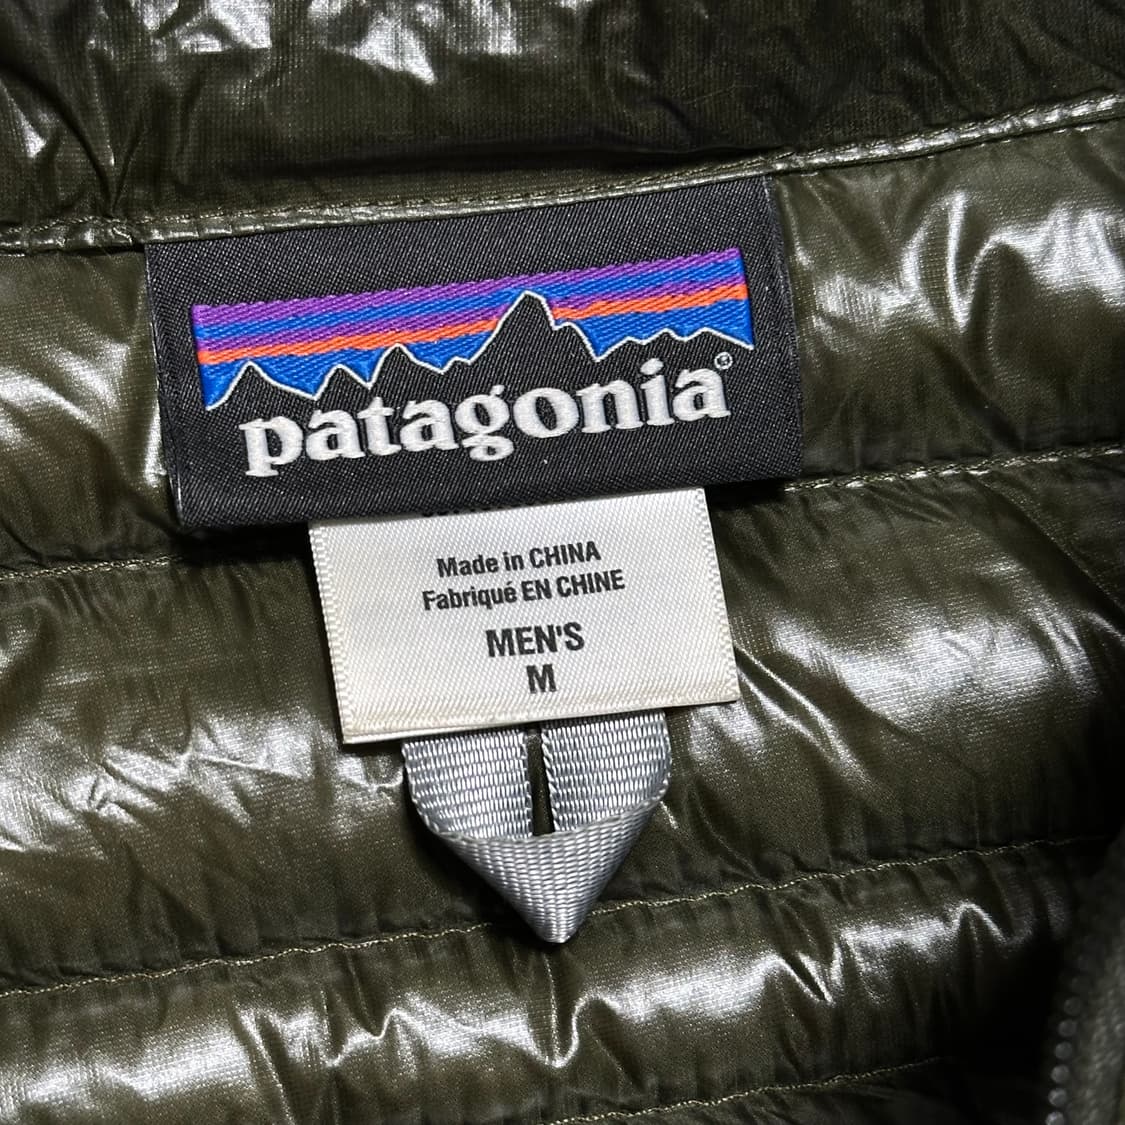 patagonia®
Made in CHINA
Fabriqué EN CHINE
MEN'S
M